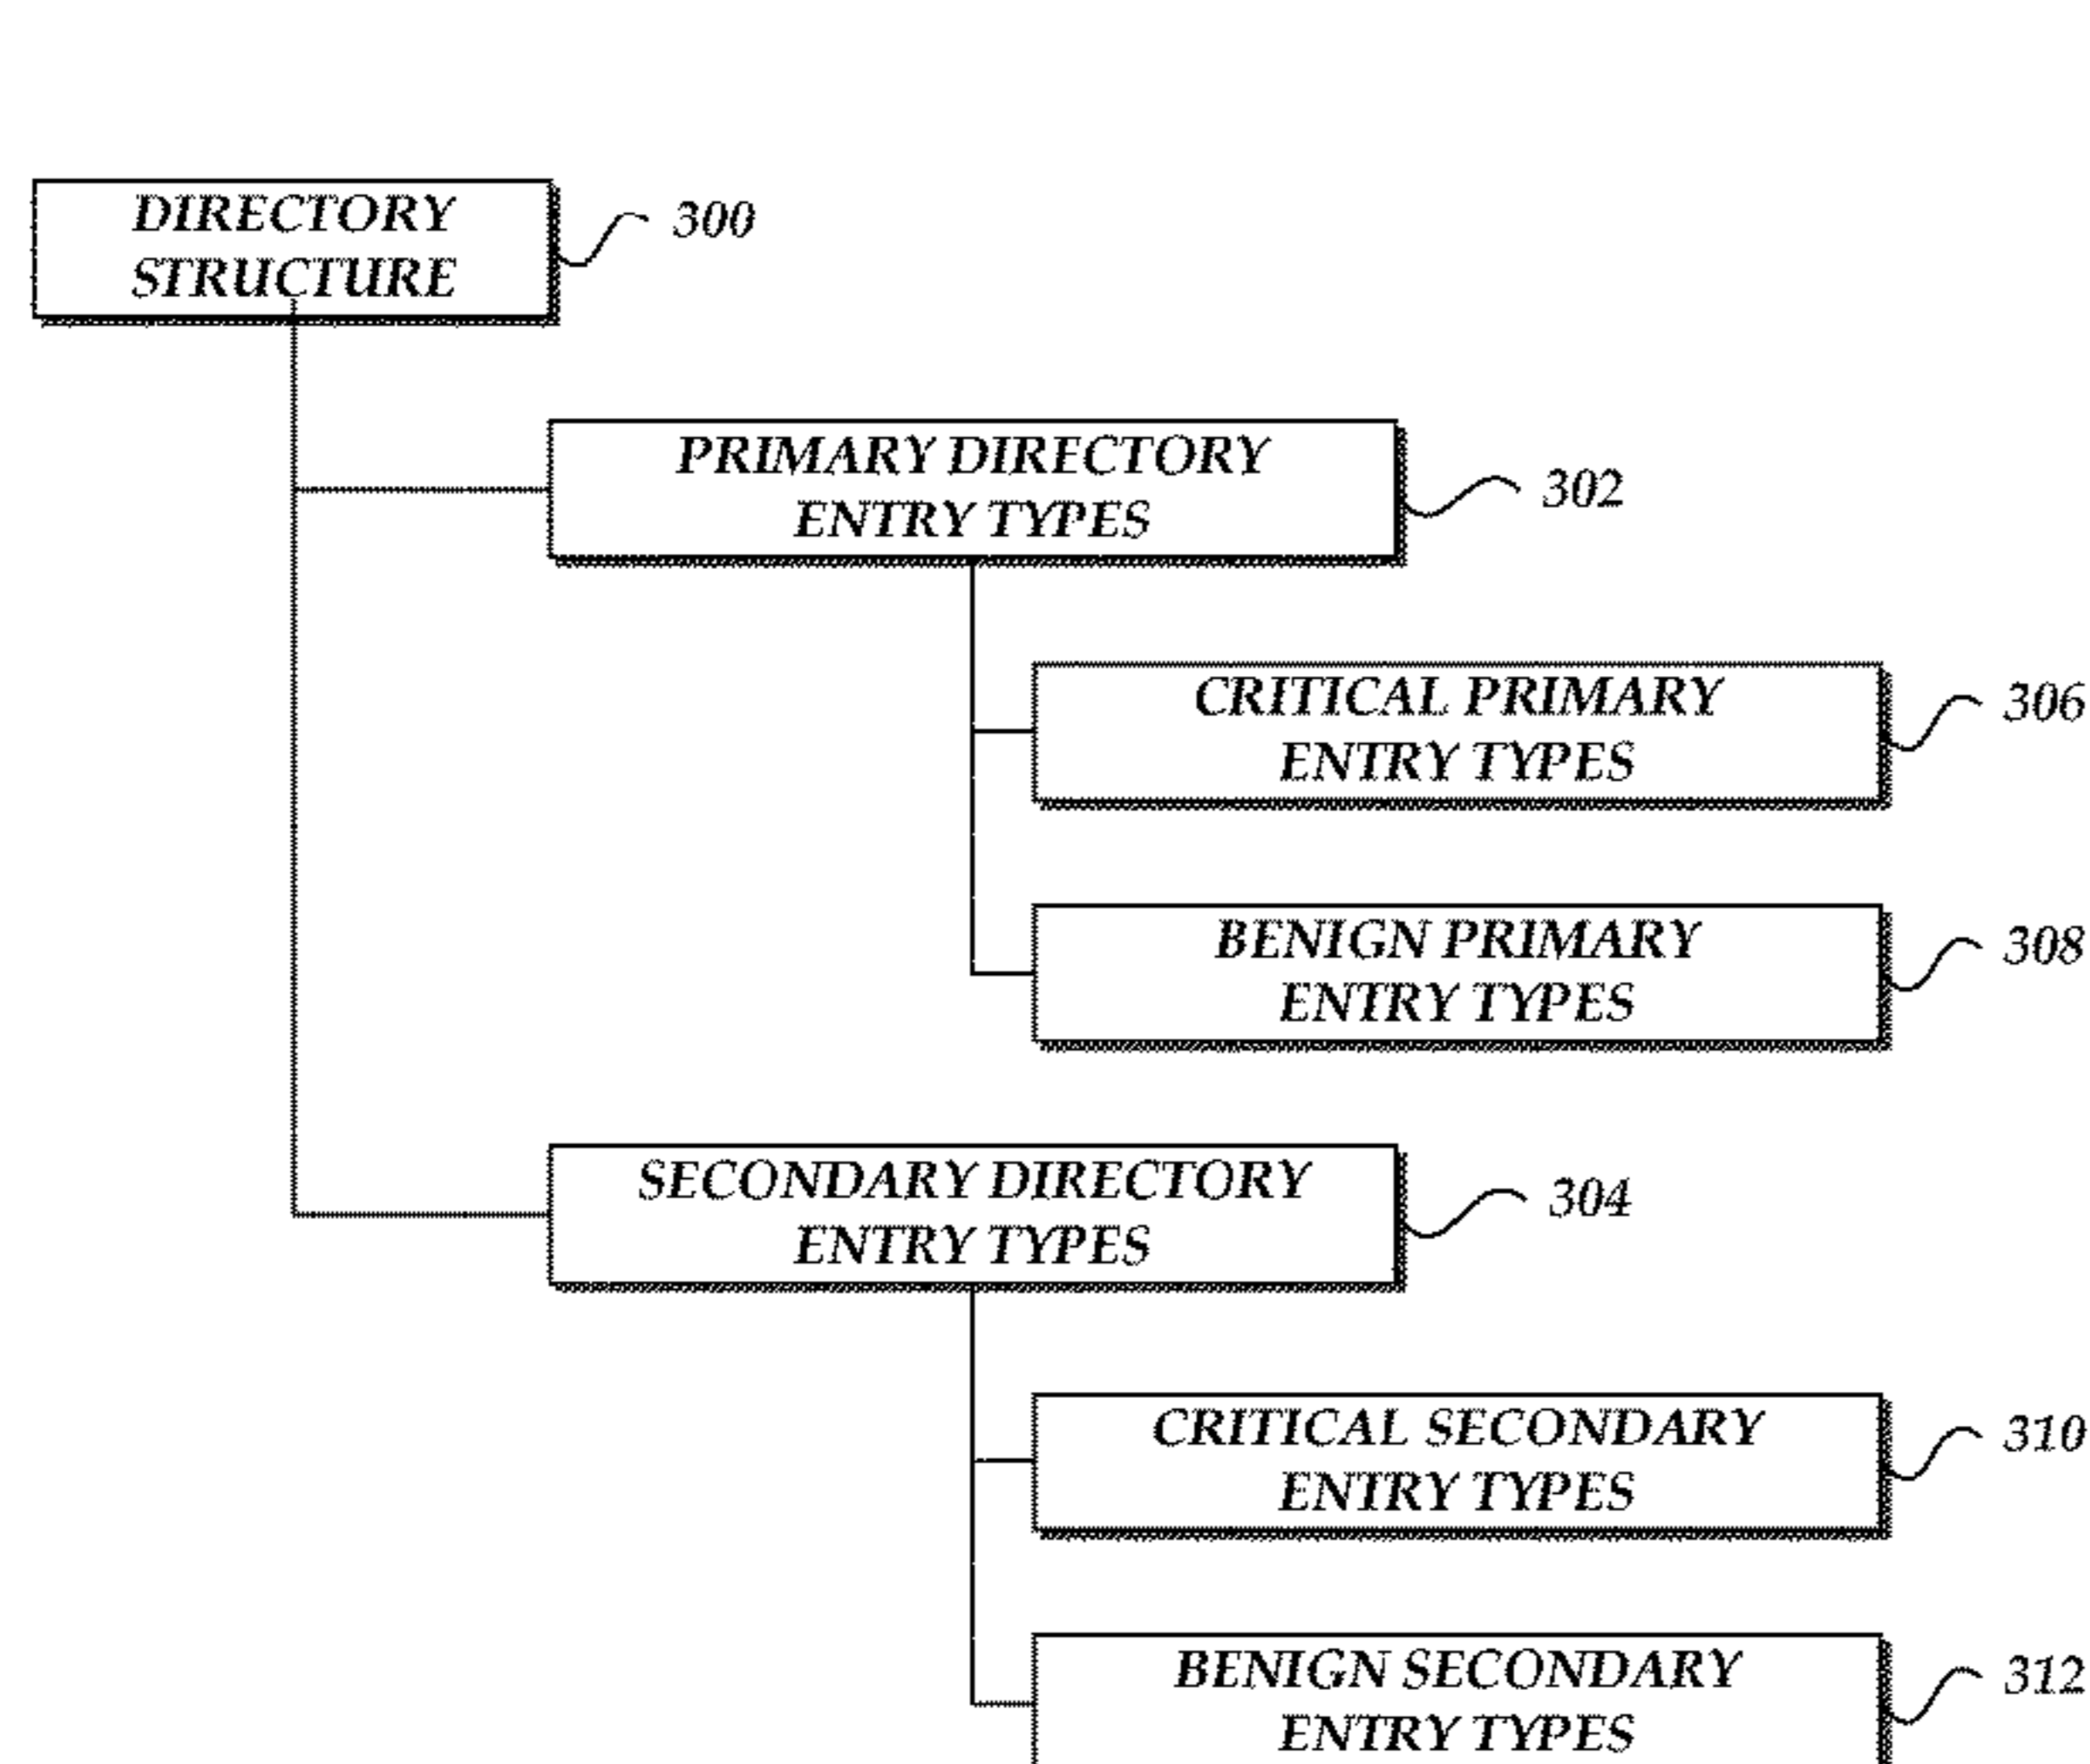 DIRECTORY
STRUCTURE
300
PRIMARY DIRECTORY
ENTRY TYPES
302
CRITICAL PRIMARY
ENTRY TYPES
306
BENIGN PRIMARY
ENTRY TYPES
308
SECONDARY DIRECTORY
ENTRY TYPES
304
CRITICAL SECONDARY
ENTRY TYPES
310
BENIGN SECONDARY
ENTRY TYPES
312